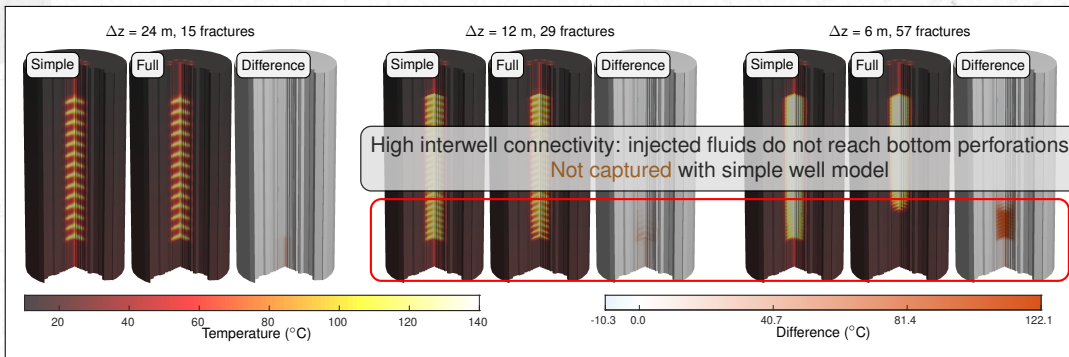 Δz = 24 m, 15 fractures
Δz = 12 m, 29 fractures
Δz = 6 m, 57 fractures
Simple
Full
Difference
Simple
Full
Difference
Simple
Full
Difference
High interwell connectivity: injected fluids do not reach bottom perforations
Not captured with simple well model
20 40 60 80 100 120 140
Temperature (°C)
-10.3 0.0 40.7 81.4 122.1
Difference (°C)